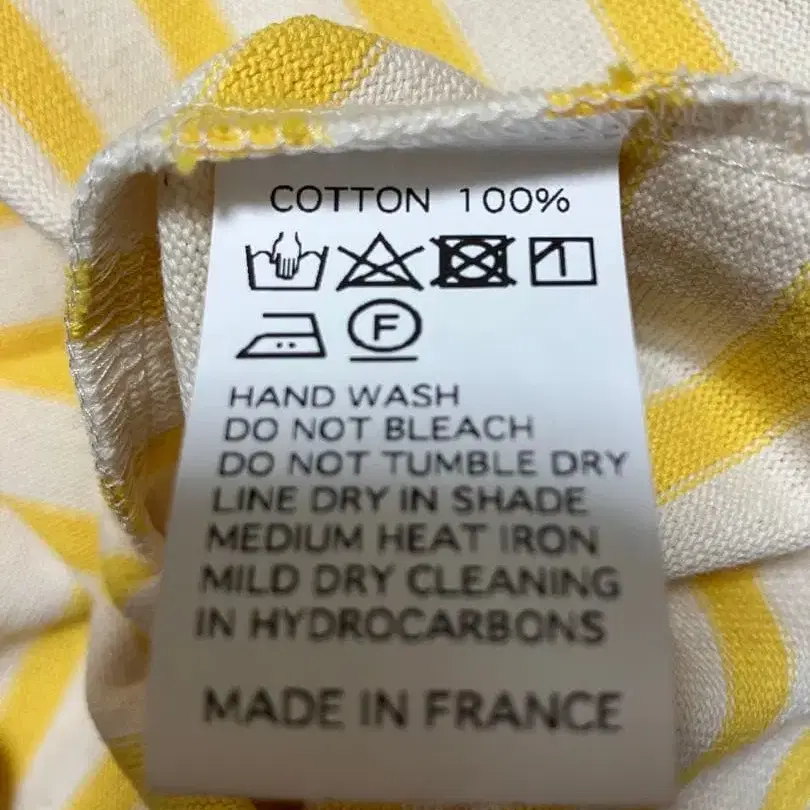 COTTON 100%
F
HAND WASH
DO NOT BLEACH
DO NOT TUMBLE DRY
LINE DRY IN SHADE
MEDIUM HEAT IRON
MILD DRY CLEANING
IN HYDROCARBONS
MADE IN FRANCE